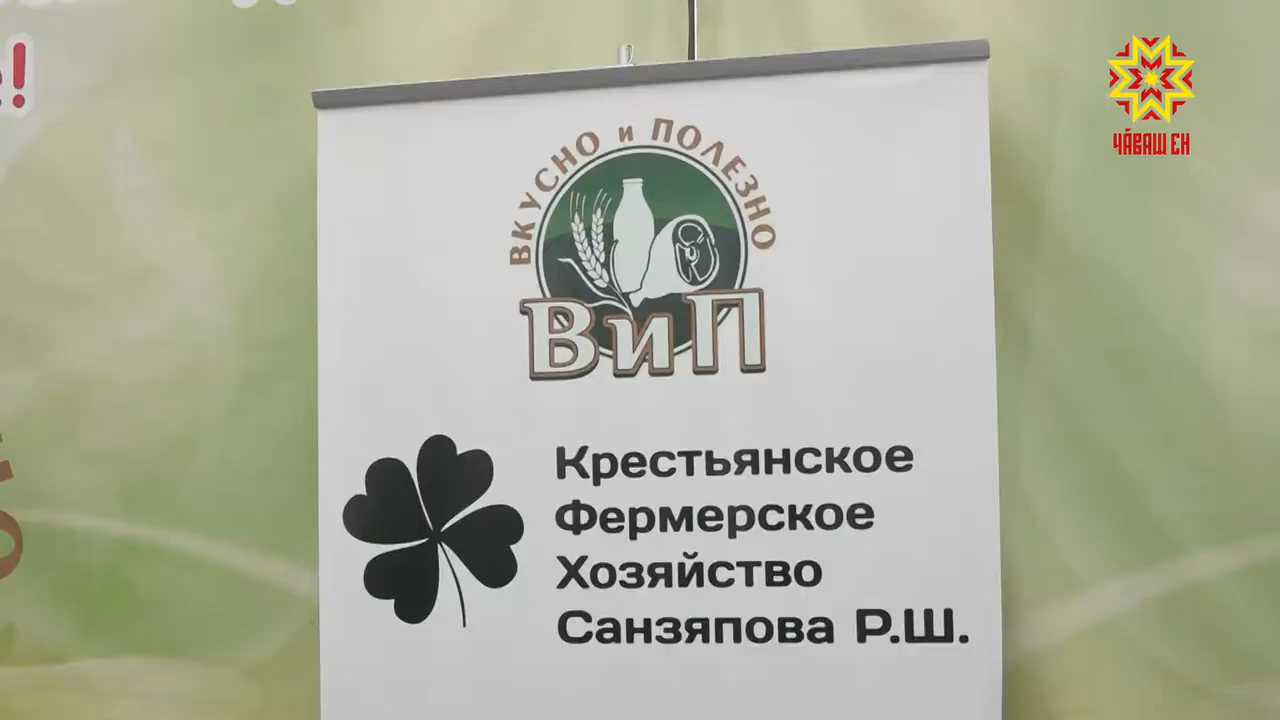 !
ЧӐВАШ ЕН
ВКУСНО и ПОЛЕЗНО
ВиП
Крестьянское
Фермерское
Хозяйство
Санзяпова Р.Ш.